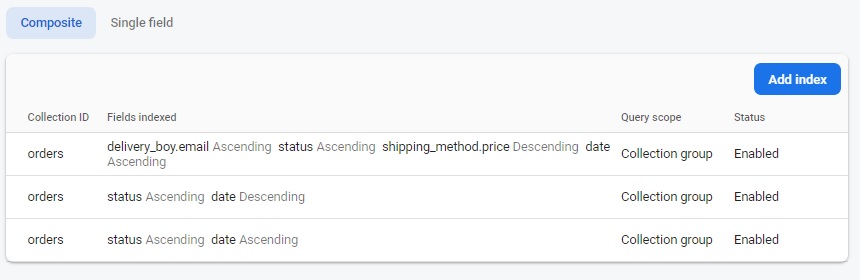 Composite Single field
Add index
Collection ID Fields indexed Query scope Status
orders delivery_boy.email Ascending status Ascending shipping_method.price Descending date Ascending Collection group Enabled
orders status Ascending date Descending Collection group Enabled
orders status Ascending date Ascending Collection group Enabled